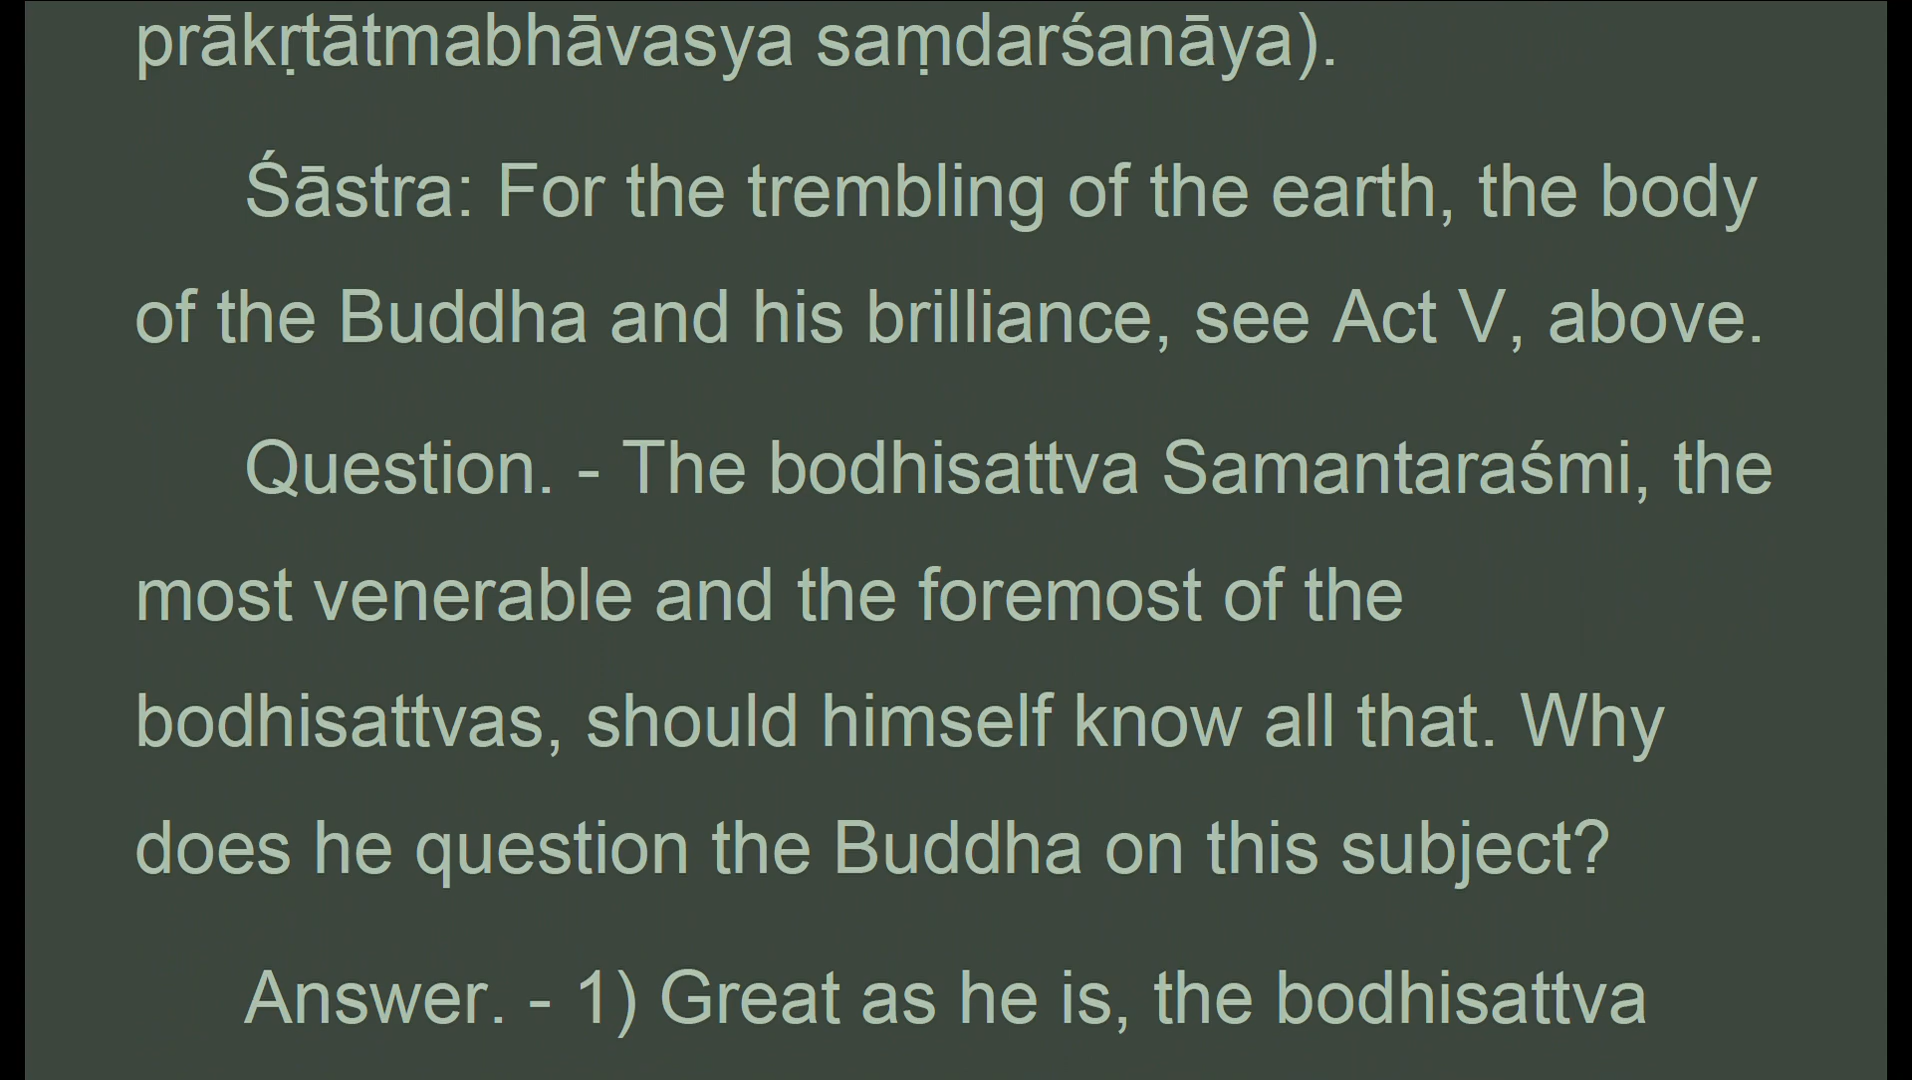 prākṛtātmabhāvasya saṃdarśanāya).
Śāstra: For the trembling of the earth, the body
of the Buddha and his brilliance, see Act V, above.
Question. - The bodhisattva Samantaraśmi, the
most venerable and the foremost of the
bodhisattvas, should himself know all that. Why
does he question the Buddha on this subject?
Answer. - 1) Great as he is, the bodhisattva